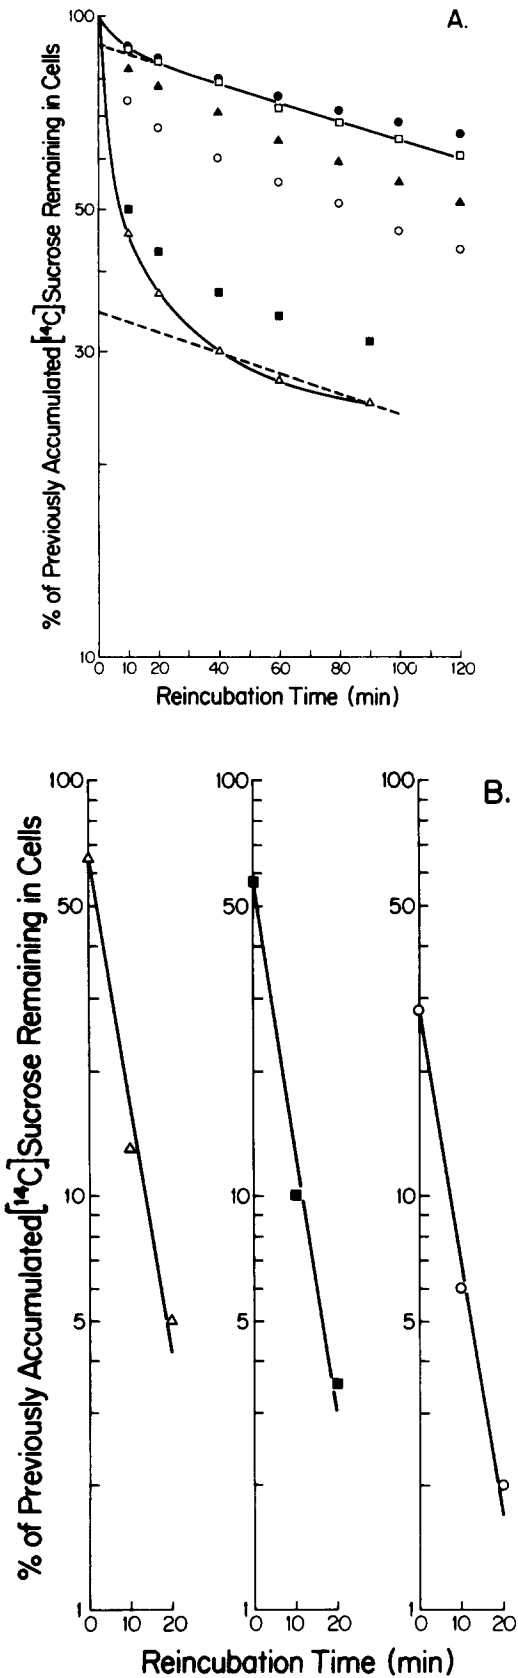 A.
% of Previously Accumulated [¹⁴C] Sucrose Remaining in Cells
100
50
30
10
0 10 20 40 60 80 100 120
Reincubation Time (min)
B.
% of Previously Accumulated [¹⁴C] Sucrose Remaining in Cells
100 100 100
50 50 50
10 10 10
5 5 5
1 1 1
0 10 20 0 10 20 0 10 20
Reincubation Time (min)